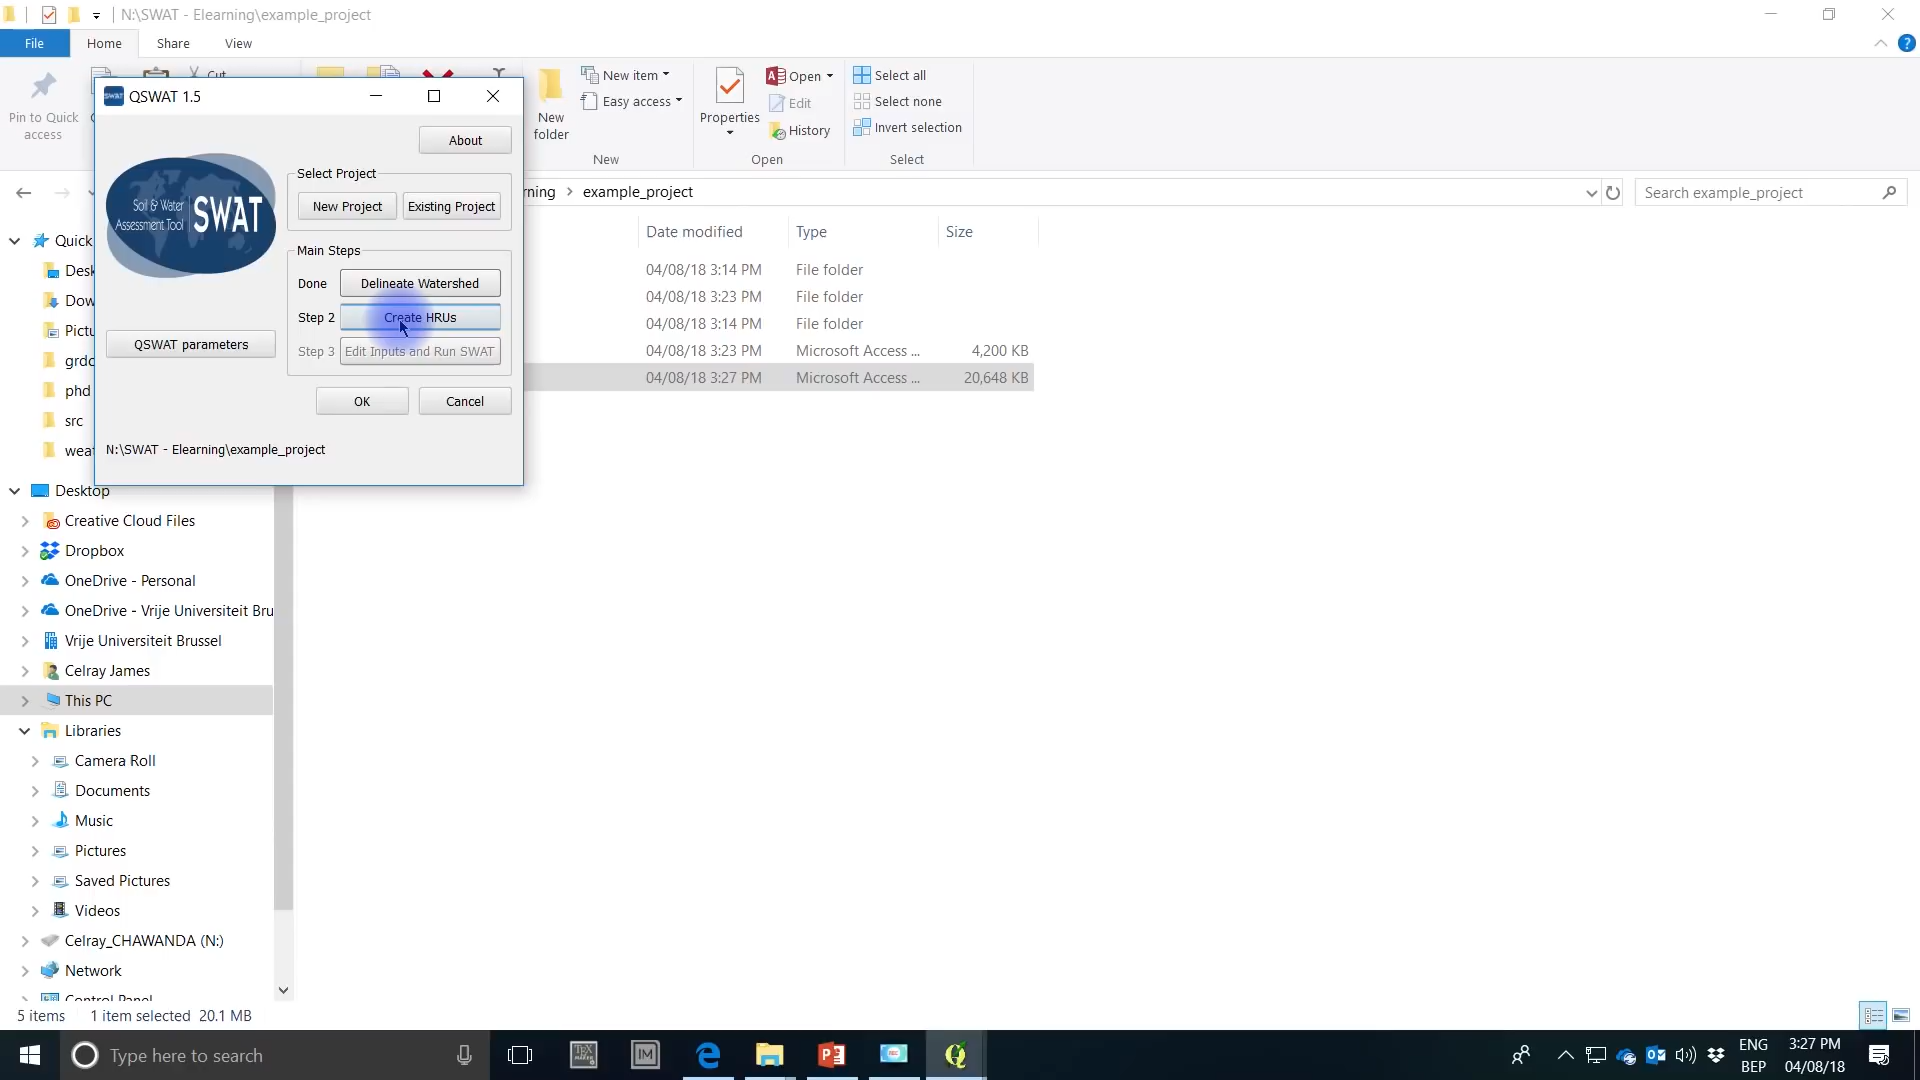 N:\SWAT - Elearning\example_project
File
Home
Share
View
Cut
Pin to Quick
access
New
folder
New item
Easy access
New
Properties
Open
Edit
History
Open
Select all
Select none
Invert selection
Select
QSWAT 1.5
About
Soil & Water
Assessment Tool
SWAT
Select Project
New Project
Existing Project
Main Steps
Done
Delineate Watershed
Step 2
Create HRUs
Step 3
Edit Inputs and Run SWAT
QSWAT parameters
OK
Cancel
N:\SWAT - Elearning\example_project
example_project
Search example_project
Date modified
Type
Size
04/08/18 3:14 PM
File folder
04/08/18 3:23 PM
File folder
04/08/18 3:14 PM
File folder
04/08/18 3:23 PM
Microsoft Access ...
4,200 KB
04/08/18 3:27 PM
Microsoft Access ...
20,648 KB
Quick
phd
src
Desktop
Creative Cloud Files
Dropbox
OneDrive - Personal
OneDrive - Vrije Universiteit Bru
Vrije Universiteit Brussel
Celray James
This PC
Libraries
Camera Roll
Documents
Music
Pictures
Saved Pictures
Videos
Celray_CHAWANDA (N:)
Network
Control Panel
5 items
1 item selected 20.1 MB
Type here to search
ENG
BEP
3:27 PM
04/08/18